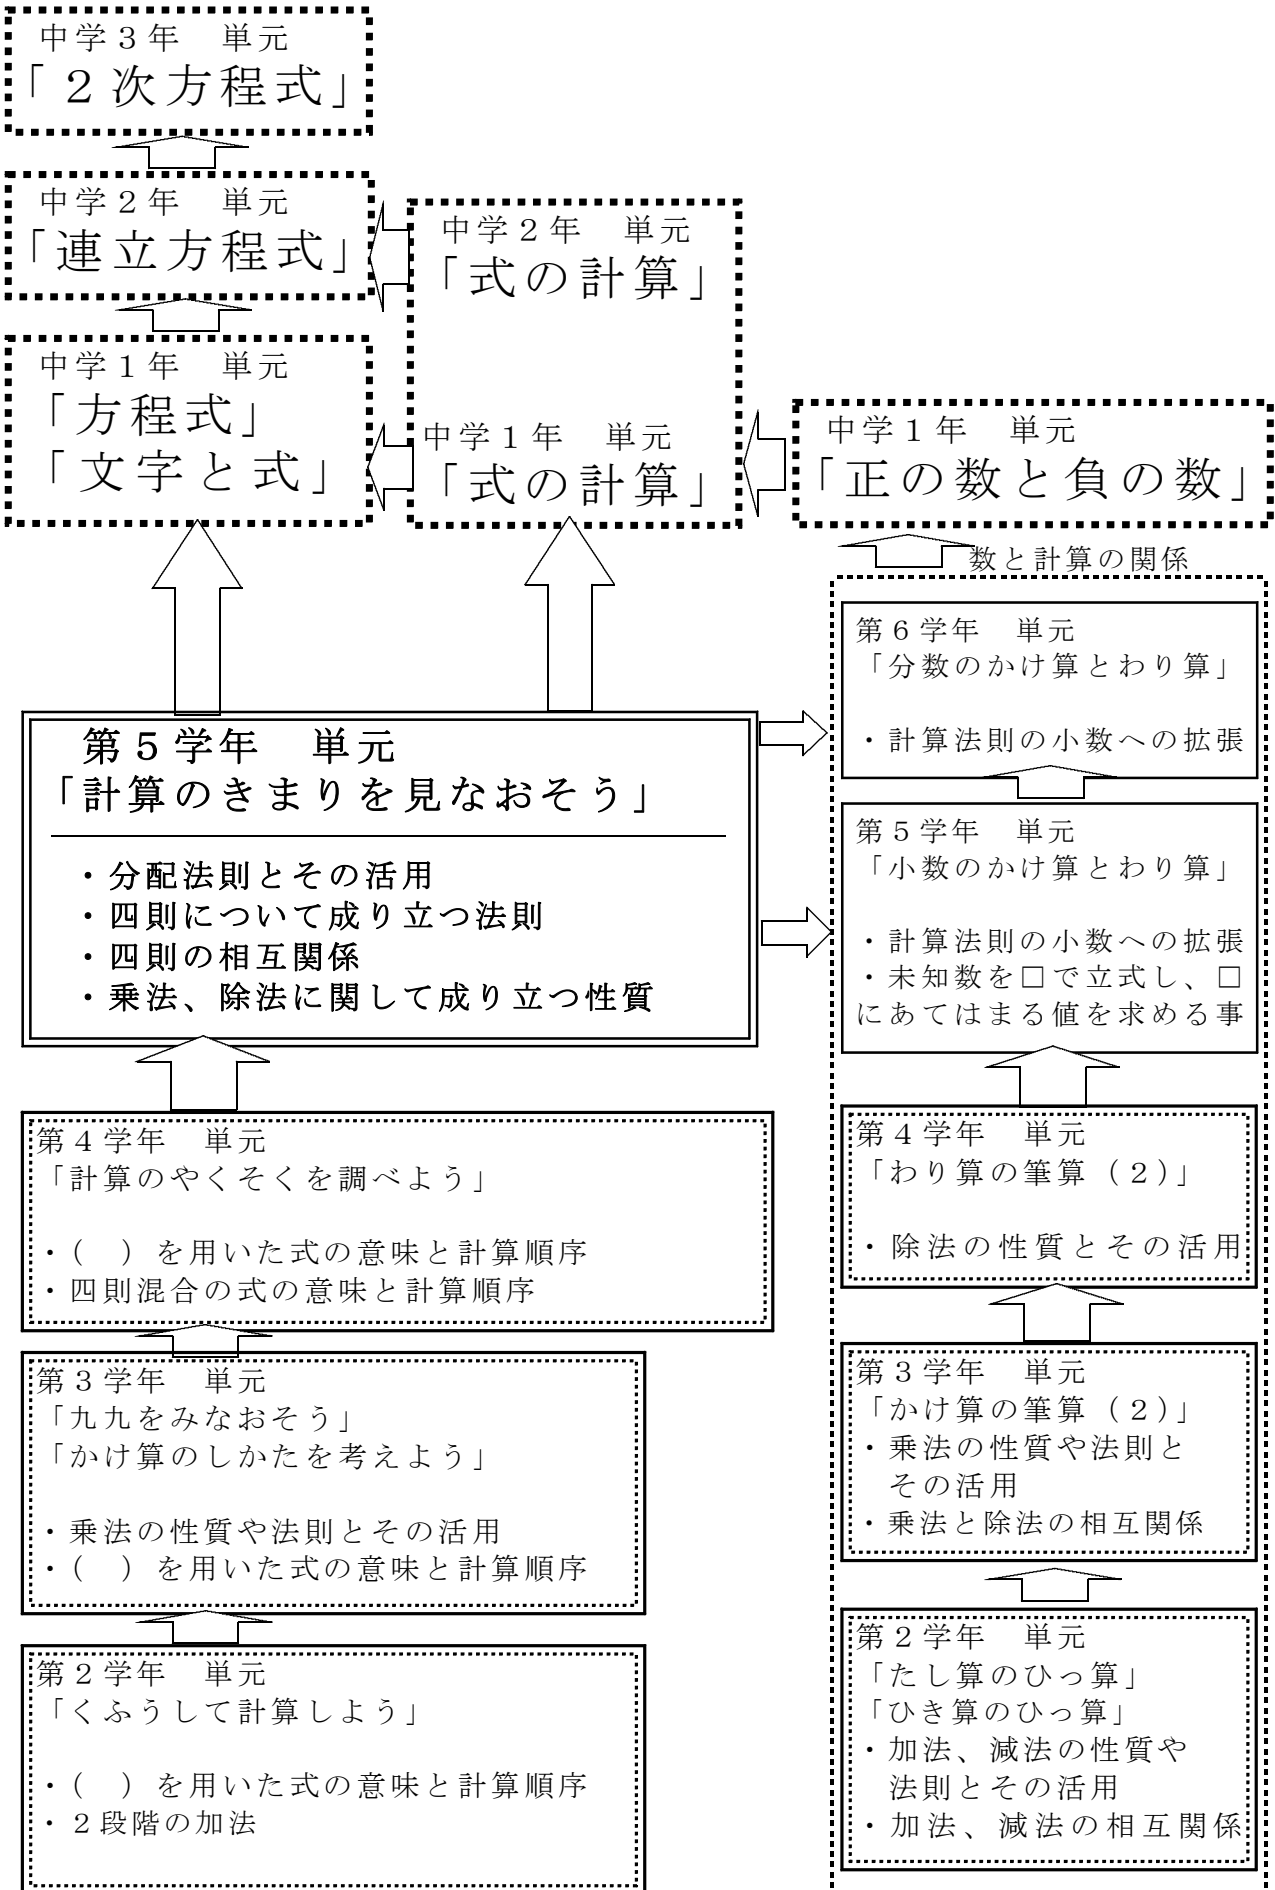 中学３年　単元
「２次方程式」
中学２年　単元
「連立方程式」
中学２年　単元
「式の計算」
中学１年　単元
「方程式」
「文字と式」
中学１年　単元
「式の計算」
中学１年　単元
「正の数と負の数」
数と計算の関係
第５学年　単元
「計算のきまりを見なおそう」
・分配法則とその活用
・四則について成り立つ法則
・四則の相互関係
・乗法、除法に関して成り立つ性質
第４学年　単元
「計算のやくそくを調べよう」
・（　）を用いた式の意味と計算順序
・四則混合の式の意味と計算順序
第３学年　単元
「九九をみなおそう」
「かけ算のしかたを考えよう」
・乗法の性質や法則とその活用
・（　）を用いた式の意味と計算順序
第２学年　単元
「くふうして計算しよう」
・（　）を用いた式の意味と計算順序
・２段階の加法
第６学年　単元
「分数のかけ算とわり算」
・計算法則の小数への拡張
第５学年　単元
「小数のかけ算とわり算」
・計算法則の小数への拡張
・未知数を□で立式し、□
にあてはまる値を求める事
第４学年　単元
「わり算の筆算（２）」
・除法の性質とその活用
第３学年　単元
「かけ算の筆算（２）」
・乗法の性質や法則と
その活用
・乗法と除法の相互関係
第２学年　単元
「たし算のひっ算」
「ひき算のひっ算」
・加法、減法の性質や
法則とその活用
・加法、減法の相互関係